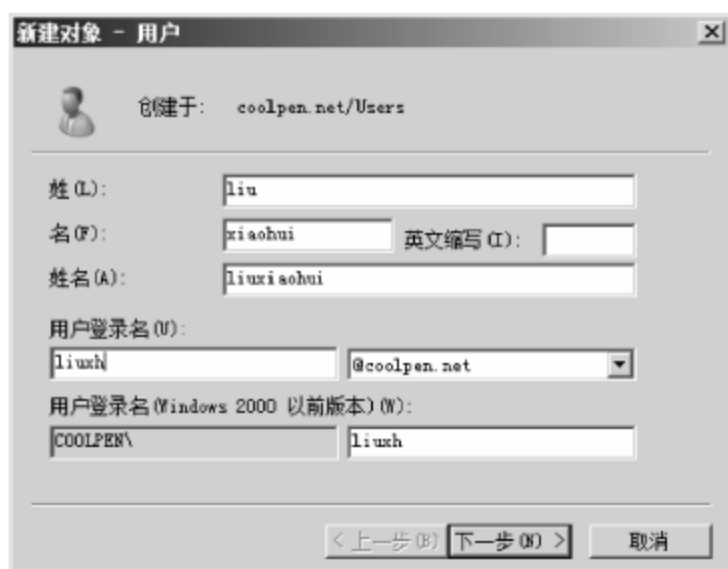 新建对象 - 用户
创建于: coolpen.net/Users
姓(L): liu
名(F): xiaohui 英文缩写(I):
姓名(A): liuxiaohui
用户登录名(U):
liuxh @coolpen.net
用户登录名(Windows 2000 以前版本)(W):
COOLPEN\ liuxh
< 上一步(B) 下一步(N) > 取消